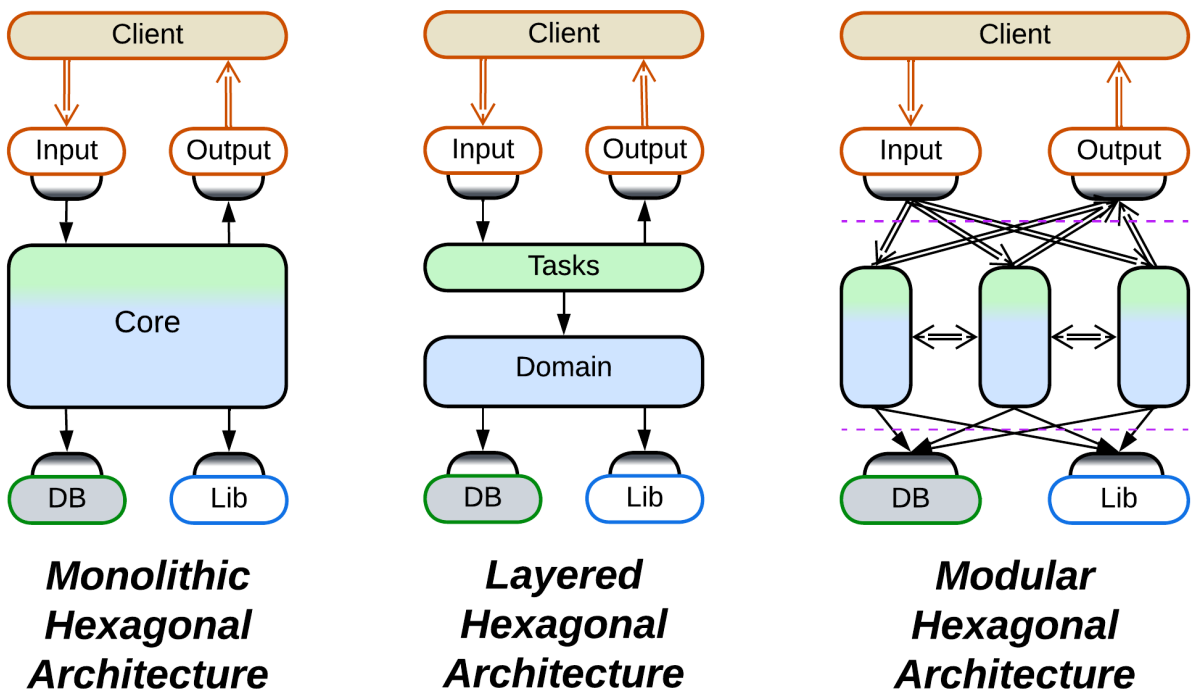 Client
Input
Output
Core
DB
Lib
Monolithic
Hexagonal
Architecture
Client
Input
Output
Tasks
Domain
DB
Lib
Layered
Hexagonal
Architecture
Client
Input
Output
DB
Lib
Modular
Hexagonal
Architecture